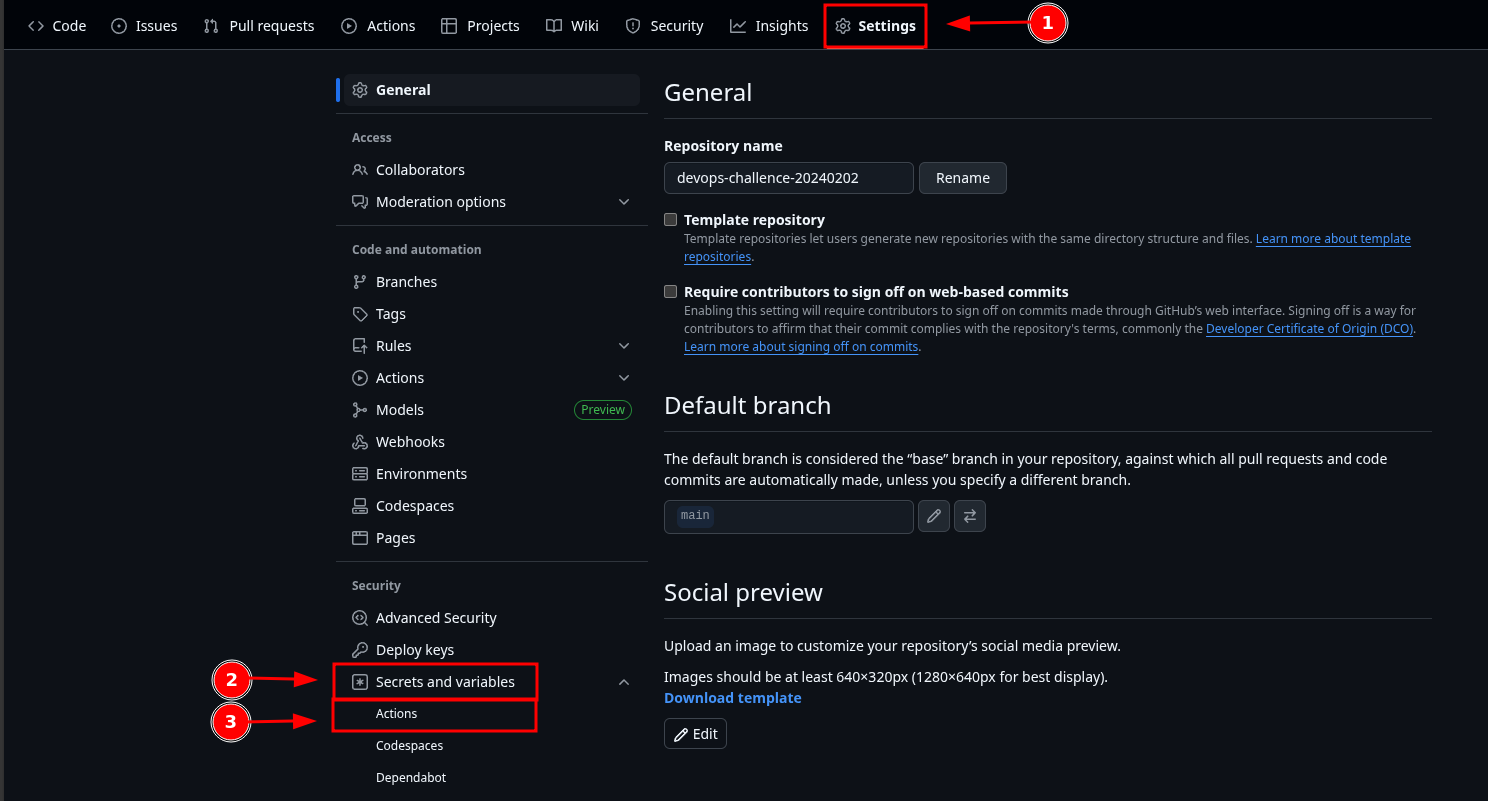 Code Issues Pull requests Actions Projects Wiki Security Insights Settings 1
General
Access
Collaborators
Moderation options
Code and automation
Branches
Tags
Rules
Actions
Models Preview
Webhooks
Environments
Codespaces
Pages
Security
Advanced Security
Deploy keys
2 Secrets and variables
3 Actions
Codespaces
Dependabot
General
Repository name
devops-challence-20240202 Rename
Template repository
Template repositories let users generate new repositories with the same directory structure and files. Learn more about template
repositories.
Require contributors to sign off on web-based commits
Enabling this setting will require contributors to sign off on commits made through GitHub’s web interface. Signing off is a way for
contributors to affirm that their commit complies with the repository's terms, commonly the Developer Certificate of Origin (DCO).
Learn more about signing off on commits.
Default branch
The default branch is considered the “base” branch in your repository, against which all pull requests and code
commits are automatically made, unless you specify a different branch.
main
Social preview
Upload an image to customize your repository’s social media preview.
Images should be at least 640×320px (1280×640px for best display).
Download template
Edit